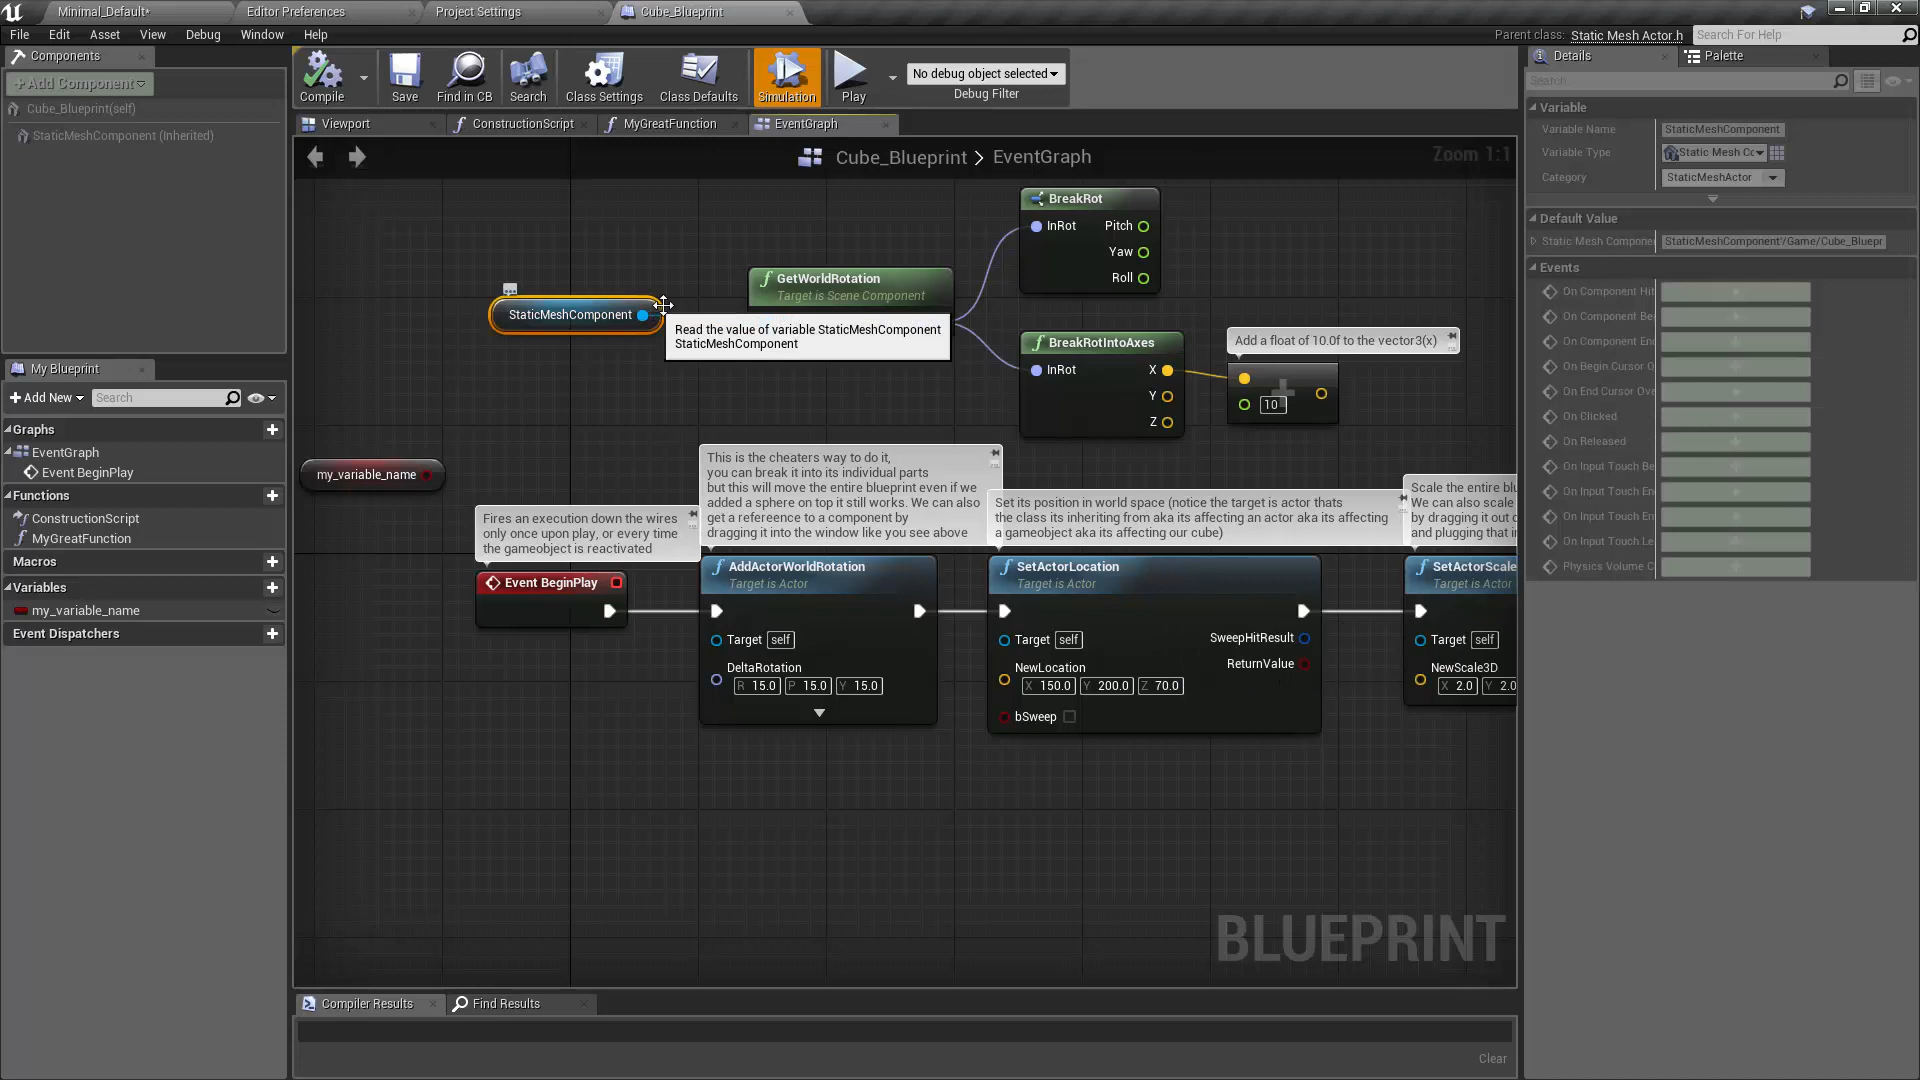 Minimal_Default*
Editor Preferences
Project Settings
Cube_Blueprint
File Edit Asset View Debug Window Help
Parent class: Static Mesh Actor.h
Search For Help
Components
+Add Component
Cube_Blueprint(self)
StaticMeshComponent (Inherited)
My Blueprint
Add New
Search
Graphs
EventGraph
Event BeginPlay
Functions
ConstructionScript
MyGreatFunction
Macros
Variables
my_variable_name
Event Dispatchers
Compile
Save
Find in CB
Search
Class Settings
Class Defaults
Simulation
Play
No debug object selected
Debug Filter
Viewport
ConstructionScript
MyGreatFunction
EventGraph
Cube_Blueprint > EventGraph
Zoom 1:1
BreakRot
InRot Pitch
Yaw
Roll
GetWorldRotation
Target is Scene Component
StaticMeshComponent
Read the value of variable StaticMeshComponent
StaticMeshComponent
BreakRotIntoAxes
InRot X
Y
Z
Add a float of 10.0f to the vector3(x)
10
my_variable_name
Fires an execution down the wires
only once upon play, or every time
the gameobject is reactivated
This is the cheaters way to do it,
you can break it into its individual parts
but this will move the entire blueprint even if we
added a sphere on top it still works. We can also
get a reference to a component by
dragging it into the window like you see above
Set its position in world space (notice the target is actor thats
the class its inheriting from aka its affecting an actor aka its affecting
a gameobject aka its affecting our cube)
Scale the entire blu
We can also scale
by dragging it out
and plugging that i
Event BeginPlay
AddActorWorldRotation
Target is Actor
Target self
DeltaRotation
R 15.0 P 15.0 Y 15.0
SetActorLocation
Target is Actor
Target self
SweepHitResult
NewLocation
ReturnValue
X 150.0 Y 200.0 Z 70.0
bSweep
SetActorScale
Target is Actor
Target self
NewScale3D
X 2.0 Y 2.0
BLUEPRINT
Compiler Results
Find Results
Clear
Details
Palette
Search
Variable
Variable Name StaticMeshComponent
Variable Type Static Mesh Cc
Category StaticMeshActor
Default Value
Static Mesh Compone StaticMeshComponent'/Game/Cube_Bluepr
Events
On Component Hit
On Component Be
On Component En
On Begin Cursor O
On End Cursor Ove
On Clicked
On Released
On Input Touch Be
On Input Touch En
On Input Touch En
On Input Touch Le
Physics Volume C